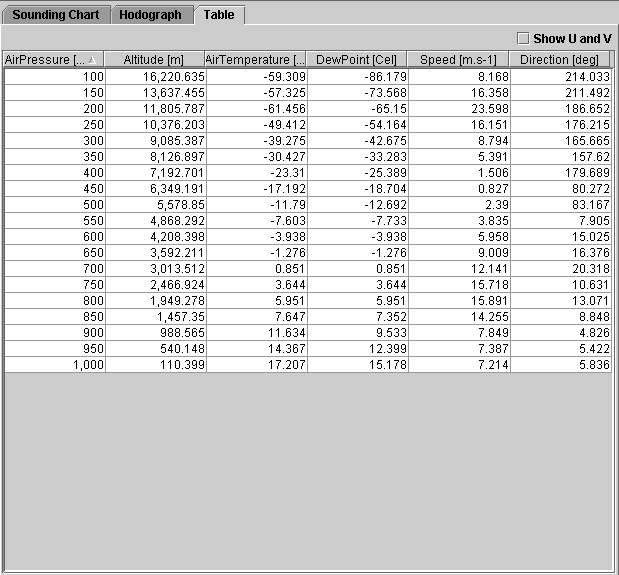 Sounding Chart Hodograph Table
Show U and V
AirPressure [... Altitude [m] AirTemperature [... DewPoint [Cel] Speed [m.s-1] Direction [deg]
100 16,220.635 -59.309 -86.179 8.168 214.033
150 13,637.455 -57.325 -73.568 16.358 211.492
200 11,805.787 -61.456 -65.15 23.598 186.652
250 10,376.203 -49.412 -54.164 16.151 176.215
300 9,085.387 -39.275 -42.675 8.794 165.665
350 8,126.897 -30.427 -33.283 5.391 157.62
400 7,192.701 -23.31 -25.389 1.506 179.689
450 6,349.191 -17.192 -18.704 0.827 80.272
500 5,578.85 -11.79 -12.692 2.39 83.167
550 4,868.292 -7.603 -7.733 3.835 7.905
600 4,208.398 -3.938 -3.938 5.958 15.025
650 3,592.211 -1.276 -1.276 9.009 16.376
700 3,013.512 0.851 0.851 12.141 20.318
750 2,466.924 3.644 3.644 15.718 10.631
800 1,949.278 5.951 5.951 15.891 13.071
850 1,457.35 7.647 7.352 14.255 8.848
900 988.565 11.634 9.533 7.849 4.826
950 540.148 14.367 12.399 7.387 5.422
1,000 110.399 17.207 15.178 7.214 5.836